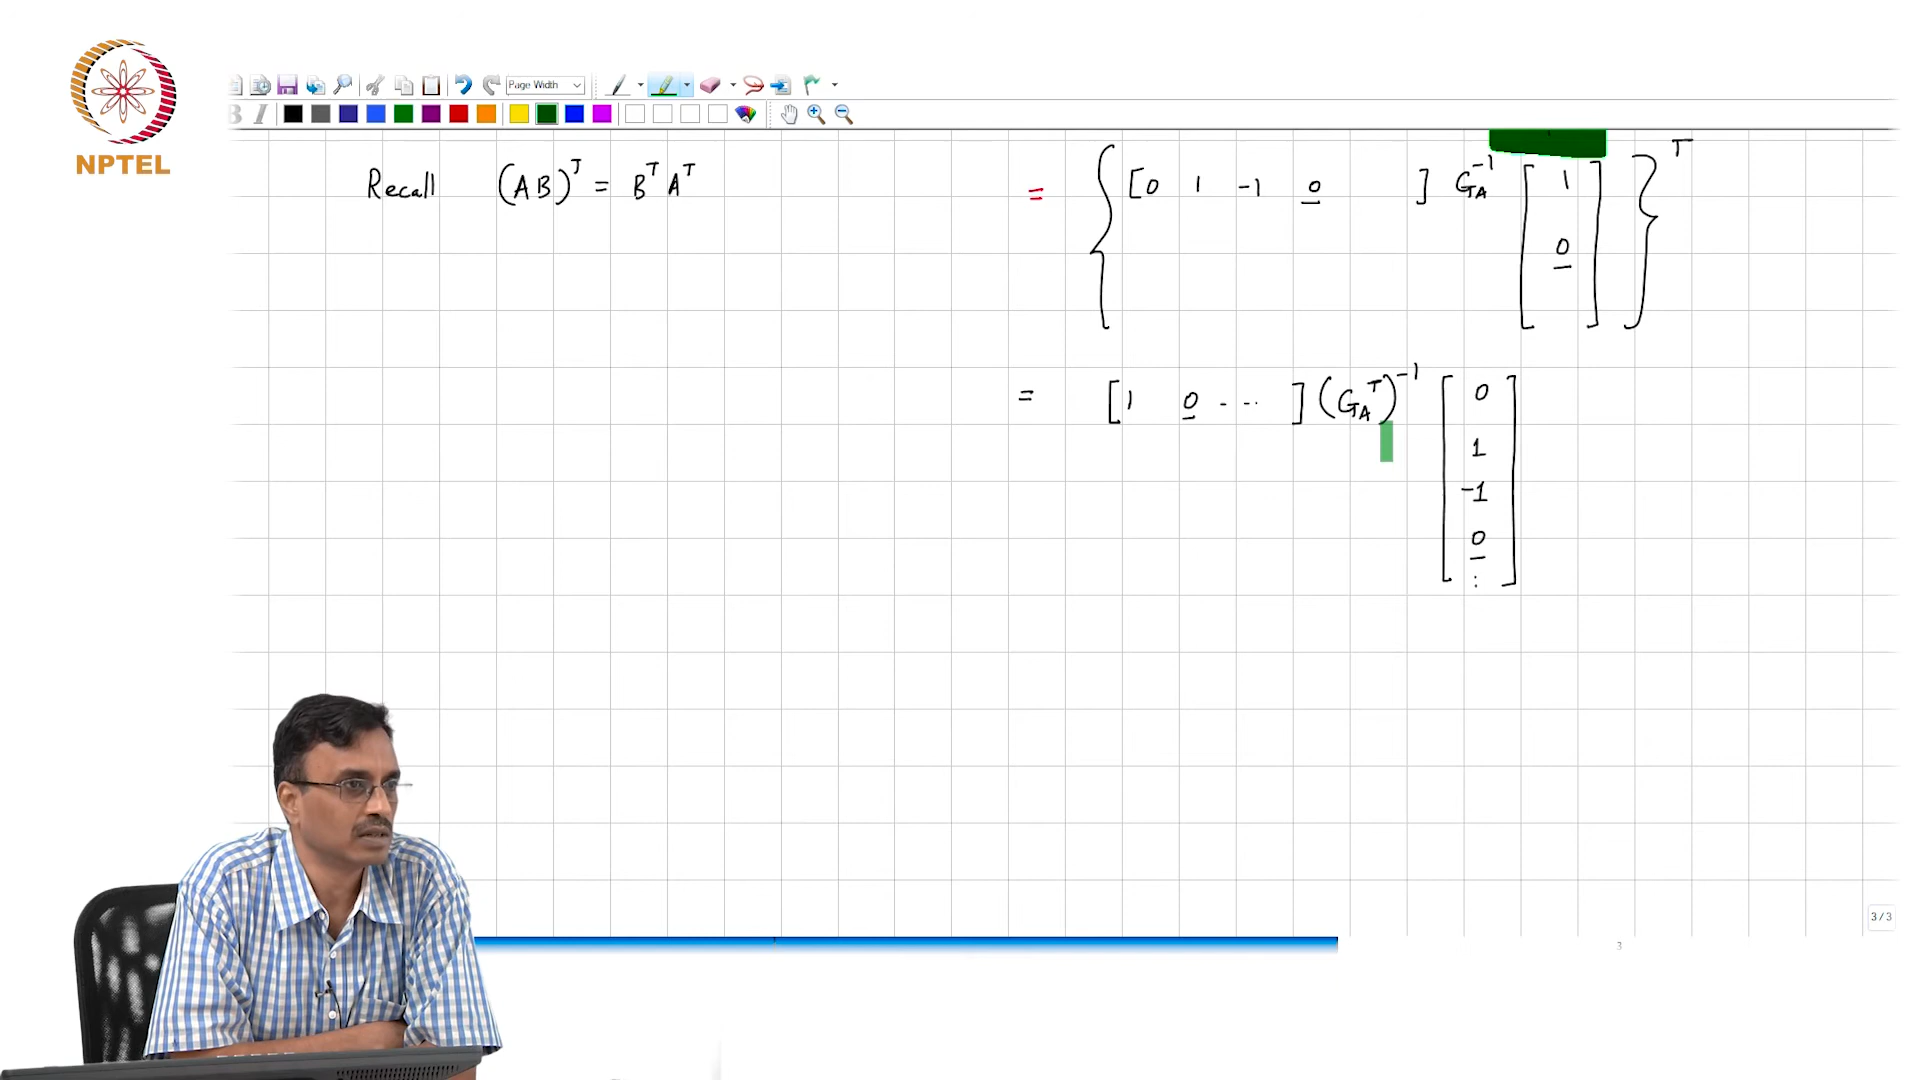 NPTEL
Page Width
B I
Recall (AB)^T = B^T A^T
= { [0 1 -1 0 ] G_A^-1 [ 1 0 ] }^T
= [1 0 - - - ] (G_A^T)^-1 [ 0 1 -1 0 : ]
3/3
3